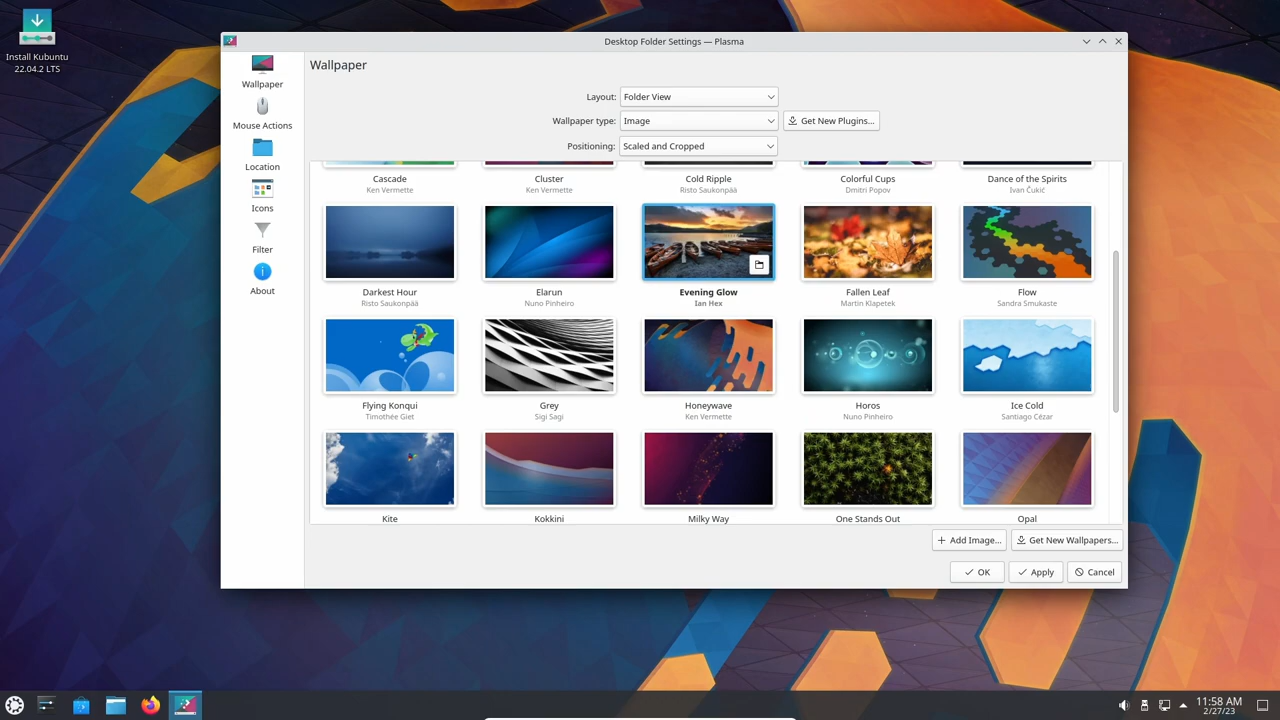 Install Kubuntu
22.04.2 LTS
Desktop Folder Settings — Plasma
Wallpaper
Mouse Actions
Location
Icons
Filter
About
Wallpaper
Layout: Folder View
Wallpaper type: Image Get New Plugins...
Positioning: Scaled and Cropped
Cascade Cluster Cold Ripple Colorful Cups Dance of the Spirits
Ken Vermette Ken Vermette Risto Saukonpää Dmitri Popov Ivan Čukić
Darkest Hour Elarun Evening Glow Fallen Leaf Flow
Risto Saukonpää Nuno Pinheiro Ian Hex Martin Klapetek Sandra Smukaste
Flying Konqui Grey Honeywave Horos Ice Cold
Timothée Giet Sigi Sagi Ken Vermette Nuno Pinheiro Santiago Cézar
Kite Kokkini Milky Way One Stands Out Opal
Add Image... Get New Wallpapers...
OK Apply Cancel
11:58 AM
2/27/23